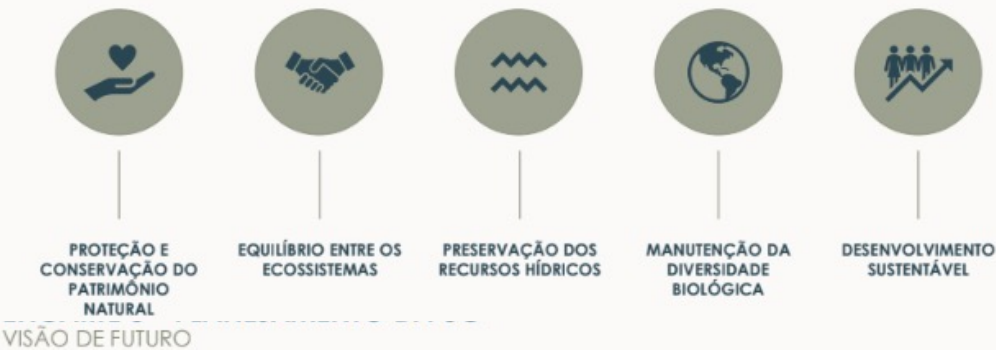 PROTEÇÃO E
CONSERVAÇÃO DO
PATRIMÔNIO
NATURAL
EQUILÍBRIO ENTRE OS
ECOSSISTEMAS
PRESERVAÇÃO DOS
RECURSOS HÍDRICOS
MANUTENÇÃO DA
DIVERSIDADE
BIOLÓGICA
DESENVOLVIMENTO
SUSTENTÁVEL
VISÃO DE FUTURO